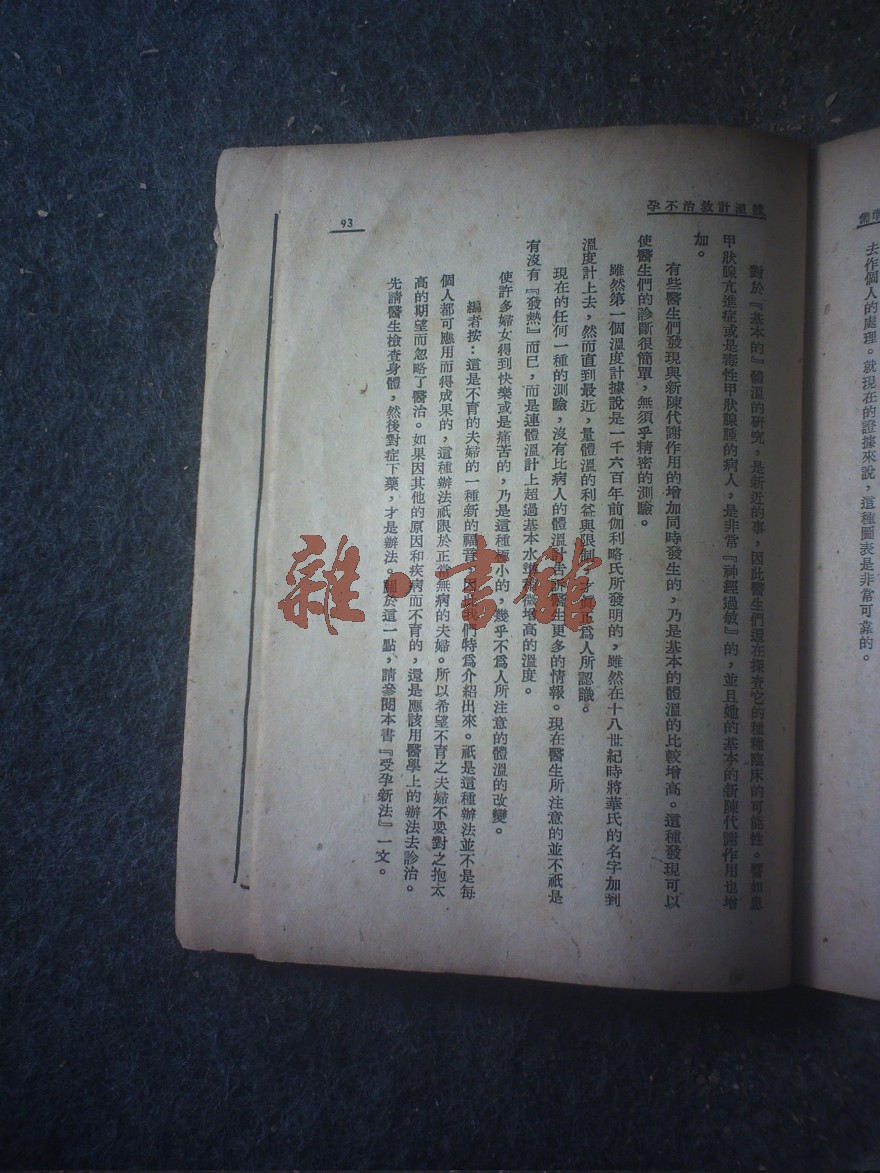 去作個人的處理。就現在的證據來說，這種圖表是非常可靠的。
體溫計敎治不孕
對於『基本的』體溫的研究，是新近的事，因此醫生們還在探查它的種種臨床的可能性。譬如患
甲狀腺亢進症或是毒性甲狀腺腫的病人，是非常『神經過敏』的，並且她的基本的新陳代謝作用也增
加。
有些醫生們發現與新陳代謝作用的增加同時發生的，乃是基本的體溫的比較增高。這種發現可以
使醫生們的診斷很簡單，無須乎精密的測驗。
雖然第一個溫度計據說是一千六百年前伽利略氏所發明的，雖然在十八世紀時將華氏的名字加到
溫度計上去，然而直到最近，量體溫的利益與限制，才真正爲人所認識。
現在的任何一種的測驗，沒有比病人的體溫計告訴醫生更多的情報。現在醫生所注意的並不祇是
有沒有『發熱』而已，而是連體溫計上超過基本水準稍微增高的溫度。
使許多婦女得到快樂或是痛苦的，乃是這種極小的，幾乎不爲人所注意的體溫的改變。
編者按：這是不育的夫婦的一種新的福音，因此我們特爲介紹出來。祇是這種辦法並不是每
個人都可應用而得成果的，這種辦法祇限於正常無病的夫婦。所以希望不育之夫婦不要對之抱太
高的期望而忽略了醫治。如果因其他的原因和疾病而不育的，還是應該用醫學上的辦法去診治。
先請醫生檢查身體，然後對症下藥，才是辦法。關於這一點，請參閱本書『受孕新法』一文。
93
雜·書館